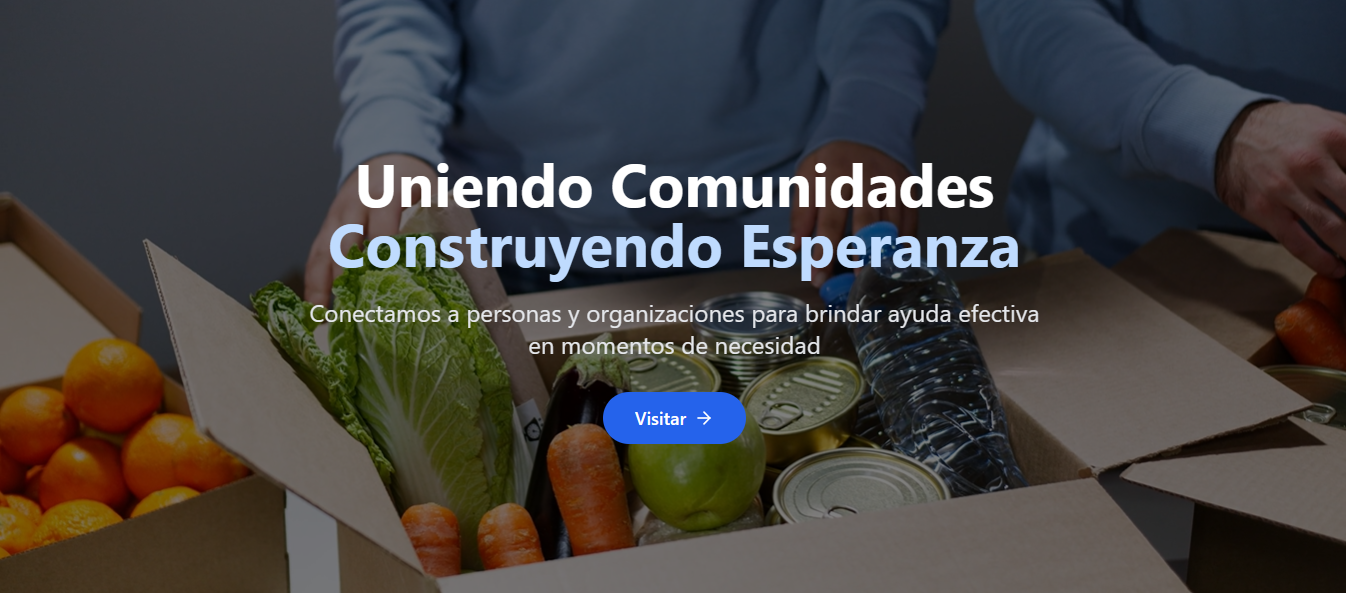 Uniendo Comunidades
Construyendo Esperanza
Conectamos a personas y organizaciones para brindar ayuda efectiva
en momentos de necesidad
Visitar →